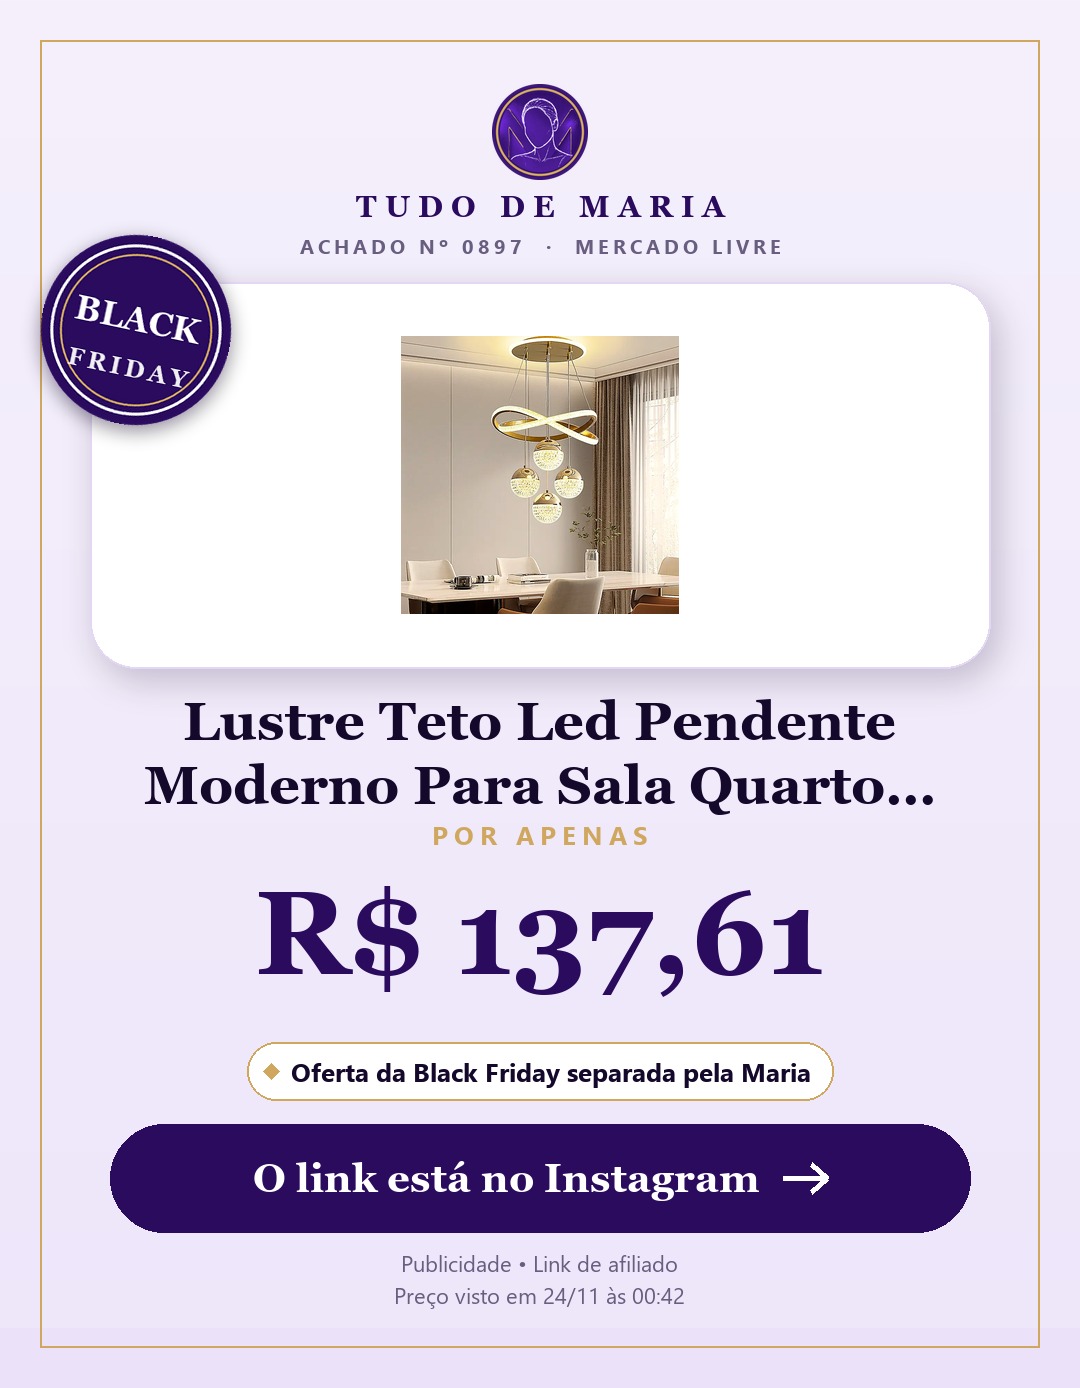 TUDO DE MARIA
ACHADO Nº 0897 · MERCADO LIVRE
BLACK
FRIDAY
Lustre Teto Led Pendente
Moderno Para Sala Quarto...
POR APENAS
R$ 137,61
Oferta da Black Friday separada pela Maria
O link está no Instagram →
Publicidade • Link de afiliado
Preço visto em 24/11 às 00:42